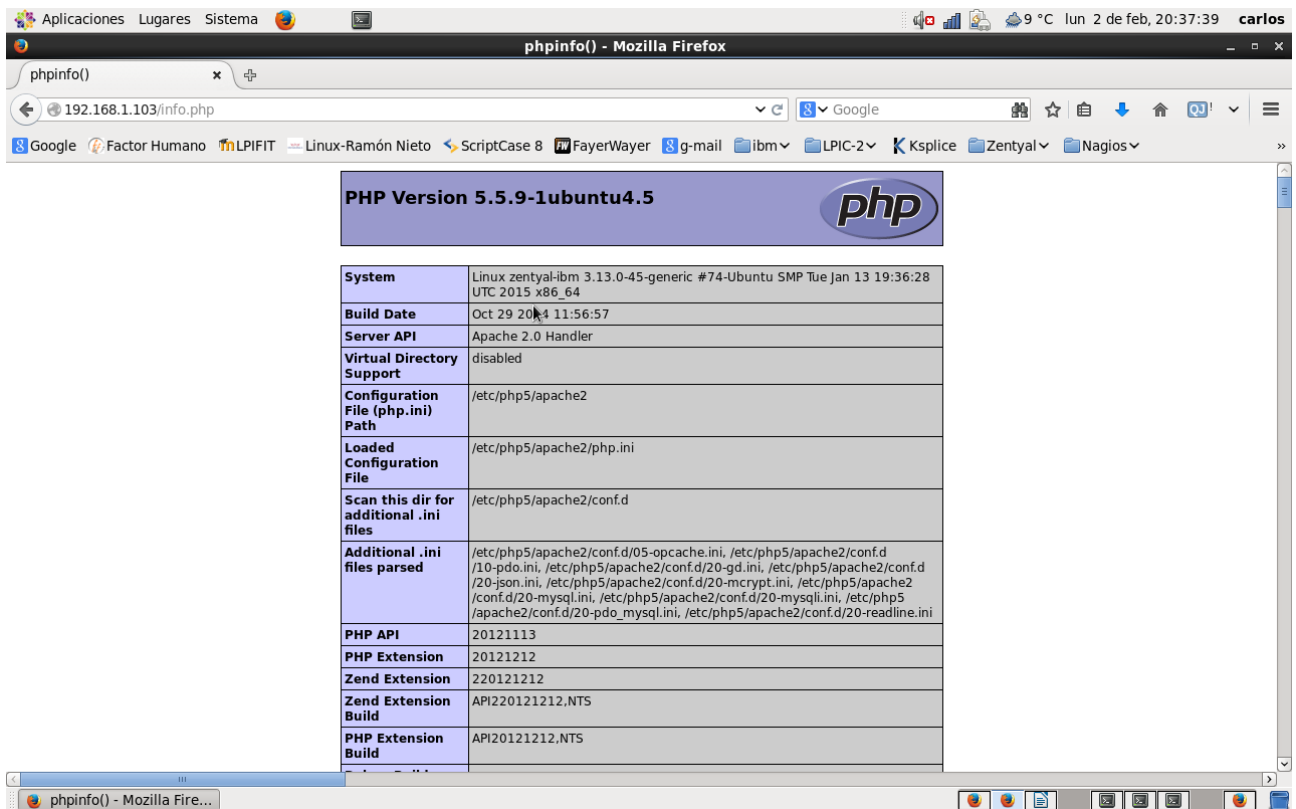 Aplicaciones Lugares Sistema
9 °C lun 2 de feb, 20:37:39 carlos
phpinfo() - Mozilla Firefox
phpinfo()
192.168.1.103/info.php
8 Google
QJ!
8 Google Factor Humano LPIFIT Linux-Ramón Nieto ScriptCase 8 FW FayerWayer 8 g-mail ibm LPIC-2 Ksplice Zentyal Nagios »
PHP Version 5.5.9-1ubuntu4.5
php
System
Linux zentyal-ibm 3.13.0-45-generic #74-Ubuntu SMP Tue Jan 13 19:36:28
UTC 2015 x86_64
Build Date
Oct 29 2014 11:56:57
Server API
Apache 2.0 Handler
Virtual Directory
Support
disabled
Configuration
File (php.ini)
Path
/etc/php5/apache2
Loaded
Configuration
File
/etc/php5/apache2/php.ini
Scan this dir for
additional .ini
files
/etc/php5/apache2/conf.d
Additional .ini
files parsed
/etc/php5/apache2/conf.d/05-opcache.ini, /etc/php5/apache2/conf.d
/10-pdo.ini, /etc/php5/apache2/conf.d/20-gd.ini, /etc/php5/apache2/conf.d
/20-json.ini, /etc/php5/apache2/conf.d/20-mcrypt.ini, /etc/php5/apache2
/conf.d/20-mysql.ini, /etc/php5/apache2/conf.d/20-mysqli.ini, /etc/php5
/apache2/conf.d/20-pdo_mysql.ini, /etc/php5/apache2/conf.d/20-readline.ini
PHP API
20121113
PHP Extension
20121212
Zend Extension
220121212
Zend Extension
Build
API220121212,NTS
PHP Extension
Build
API20121212,NTS
phpinfo() - Mozilla Fire...